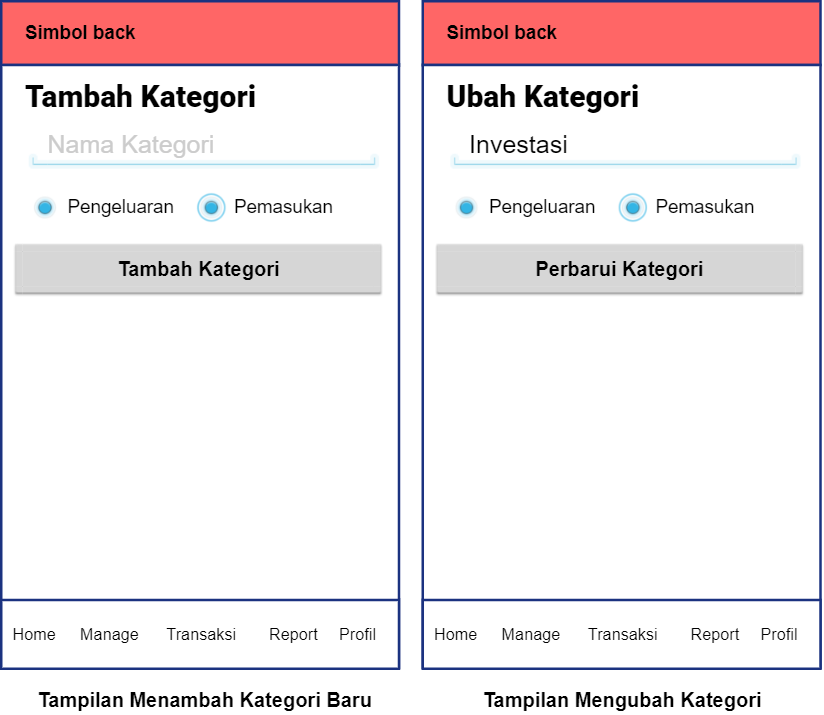 Simbol back
Tambah Kategori
Nama Kategori
Pengeluaran Pemasukan
Tambah Kategori
Home Manage Transaksi Report Profil
Tampilan Menambah Kategori Baru
Simbol back
Ubah Kategori
Investasi
Pengeluaran Pemasukan
Perbarui Kategori
Home Manage Transaksi Report Profil
Tampilan Mengubah Kategori